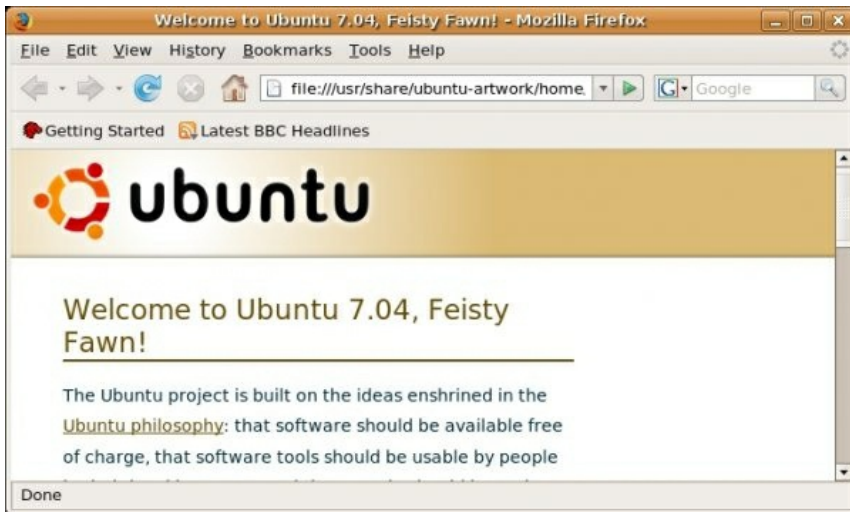 Welcome to Ubuntu 7.04, Feisty Fawn! - Mozilla Firefox
File Edit View History Bookmarks Tools Help
file:///usr/share/ubuntu-artwork/home. G Google
Getting Started Latest BBC Headlines
ubuntu
Welcome to Ubuntu 7.04, Feisty
Fawn!
The Ubuntu project is built on the ideas enshrined in the
Ubuntu philosophy: that software should be available free
of charge, that software tools should be usable by people
Done